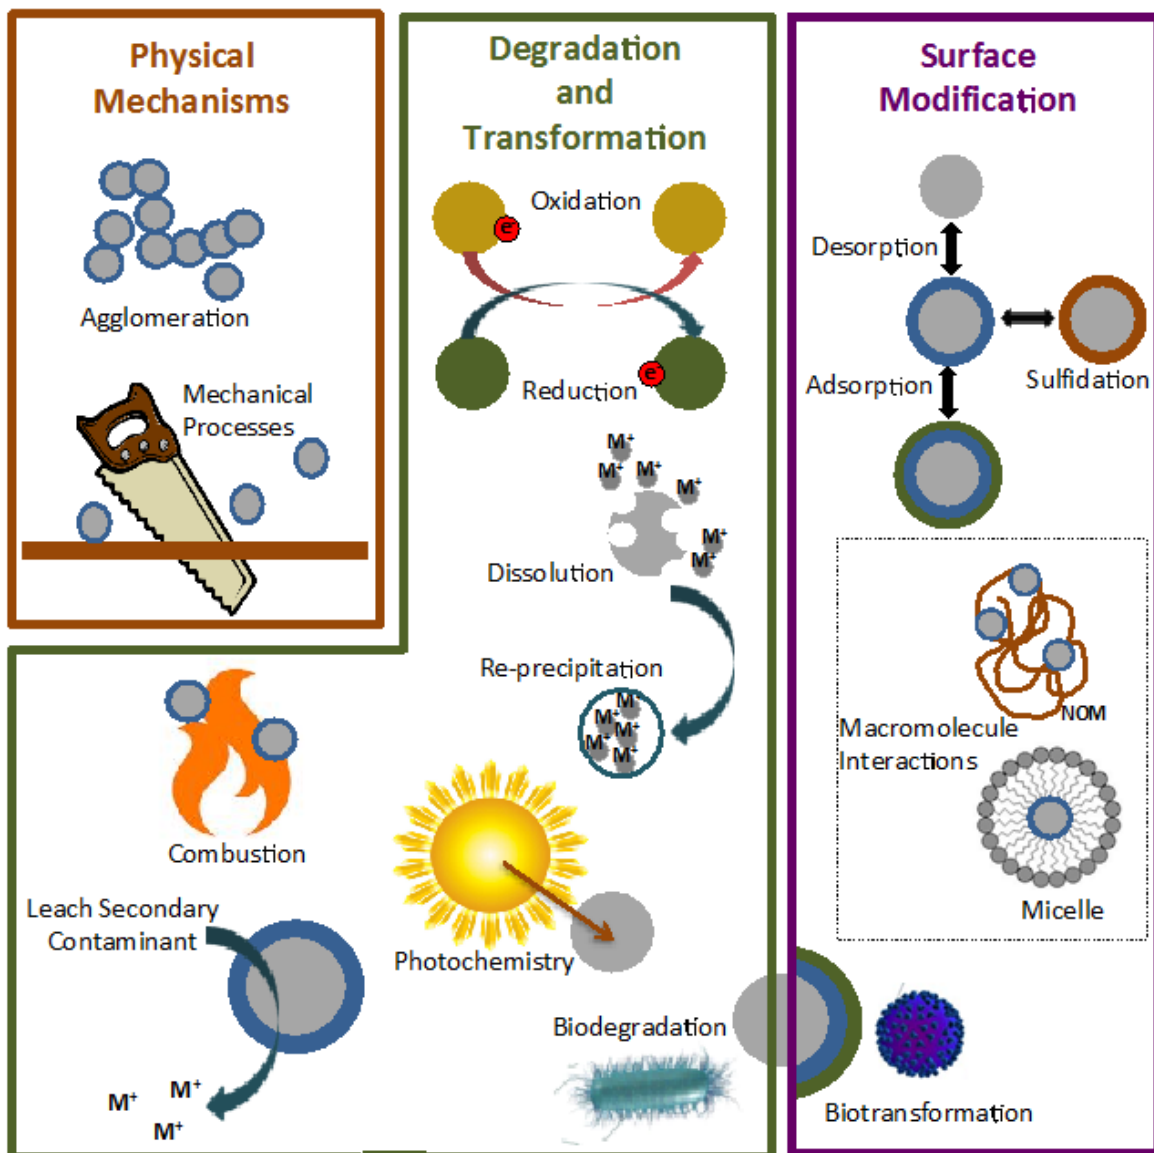 Physical
Mechanisms
Agglomeration
Mechanical
Processes
Degradation
and
Transformation
Oxidation
e⁻
Reduction
e⁻
M⁺
M⁺
M⁺
M⁺
M⁺
M⁺
Dissolution
Re-precipitation
M⁺
M⁺
M⁺
M⁺
M⁺
Combustion
Leach Secondary
Contaminant
M⁺
M⁺
M⁺
Photochemistry
Biodegradation
Surface
Modification
Desorption
Adsorption
Sulfidation
NOM
Macromolecule
Interactions
Micelle
Biotransformation